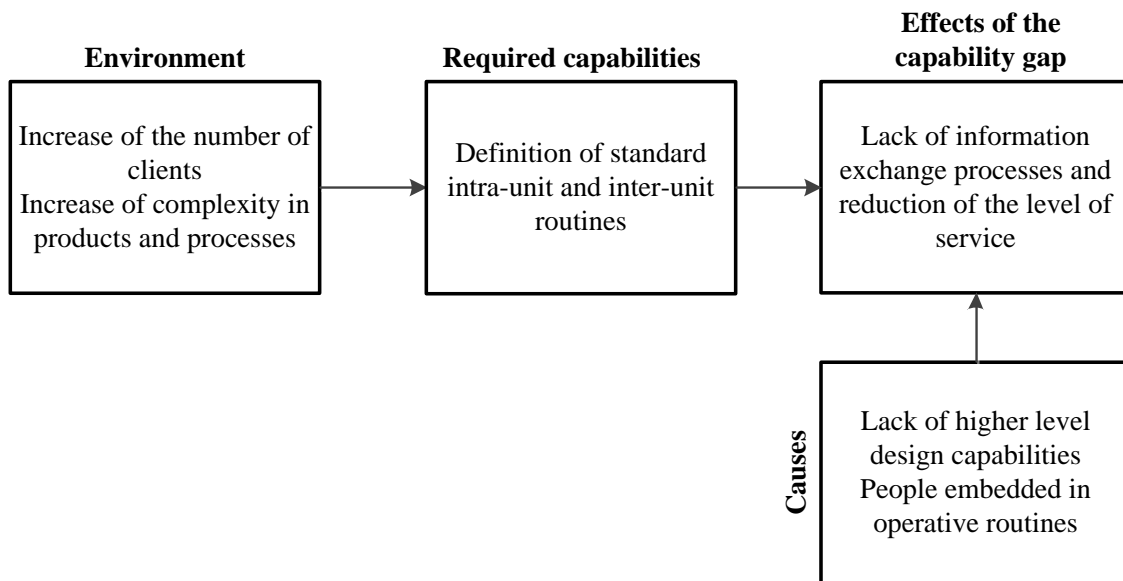 Environment
Increase of the number of
clients
Increase of complexity in
products and processes
Required capabilities
Definition of standard
intra-unit and inter-unit
routines
Effects of the
capability gap
Lack of information
exchange processes and
reduction of the level of
service
Causes
Lack of higher level
design capabilities
People embedded in
operative routines